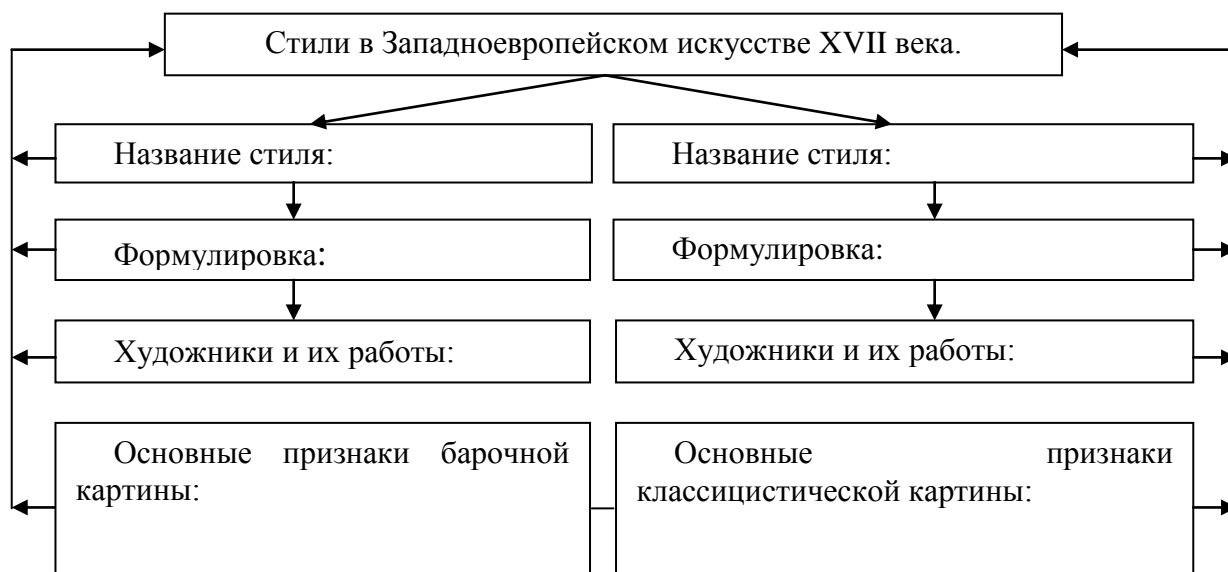 Стили в Западноевропейском искусстве XVII века.
Название стиля:
Название стиля:
Формулировка:
Формулировка:
Художники и их работы:
Художники и их работы:
Основные признаки барочной
картины:
Основные признаки
классицистической картины: